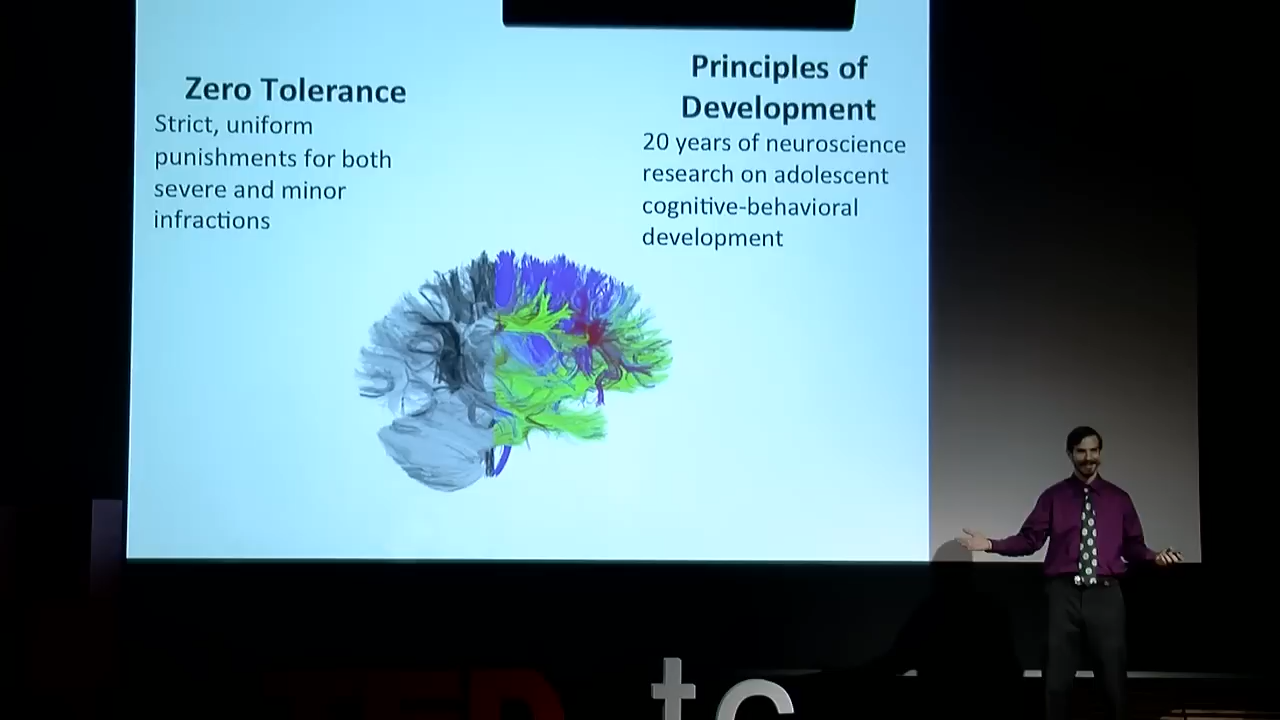 Zero Tolerance
Strict, uniform
punishments for both
severe and minor
infractions
Principles of
Development
20 years of neuroscience
research on adolescent
cognitive-behavioral
development
TED